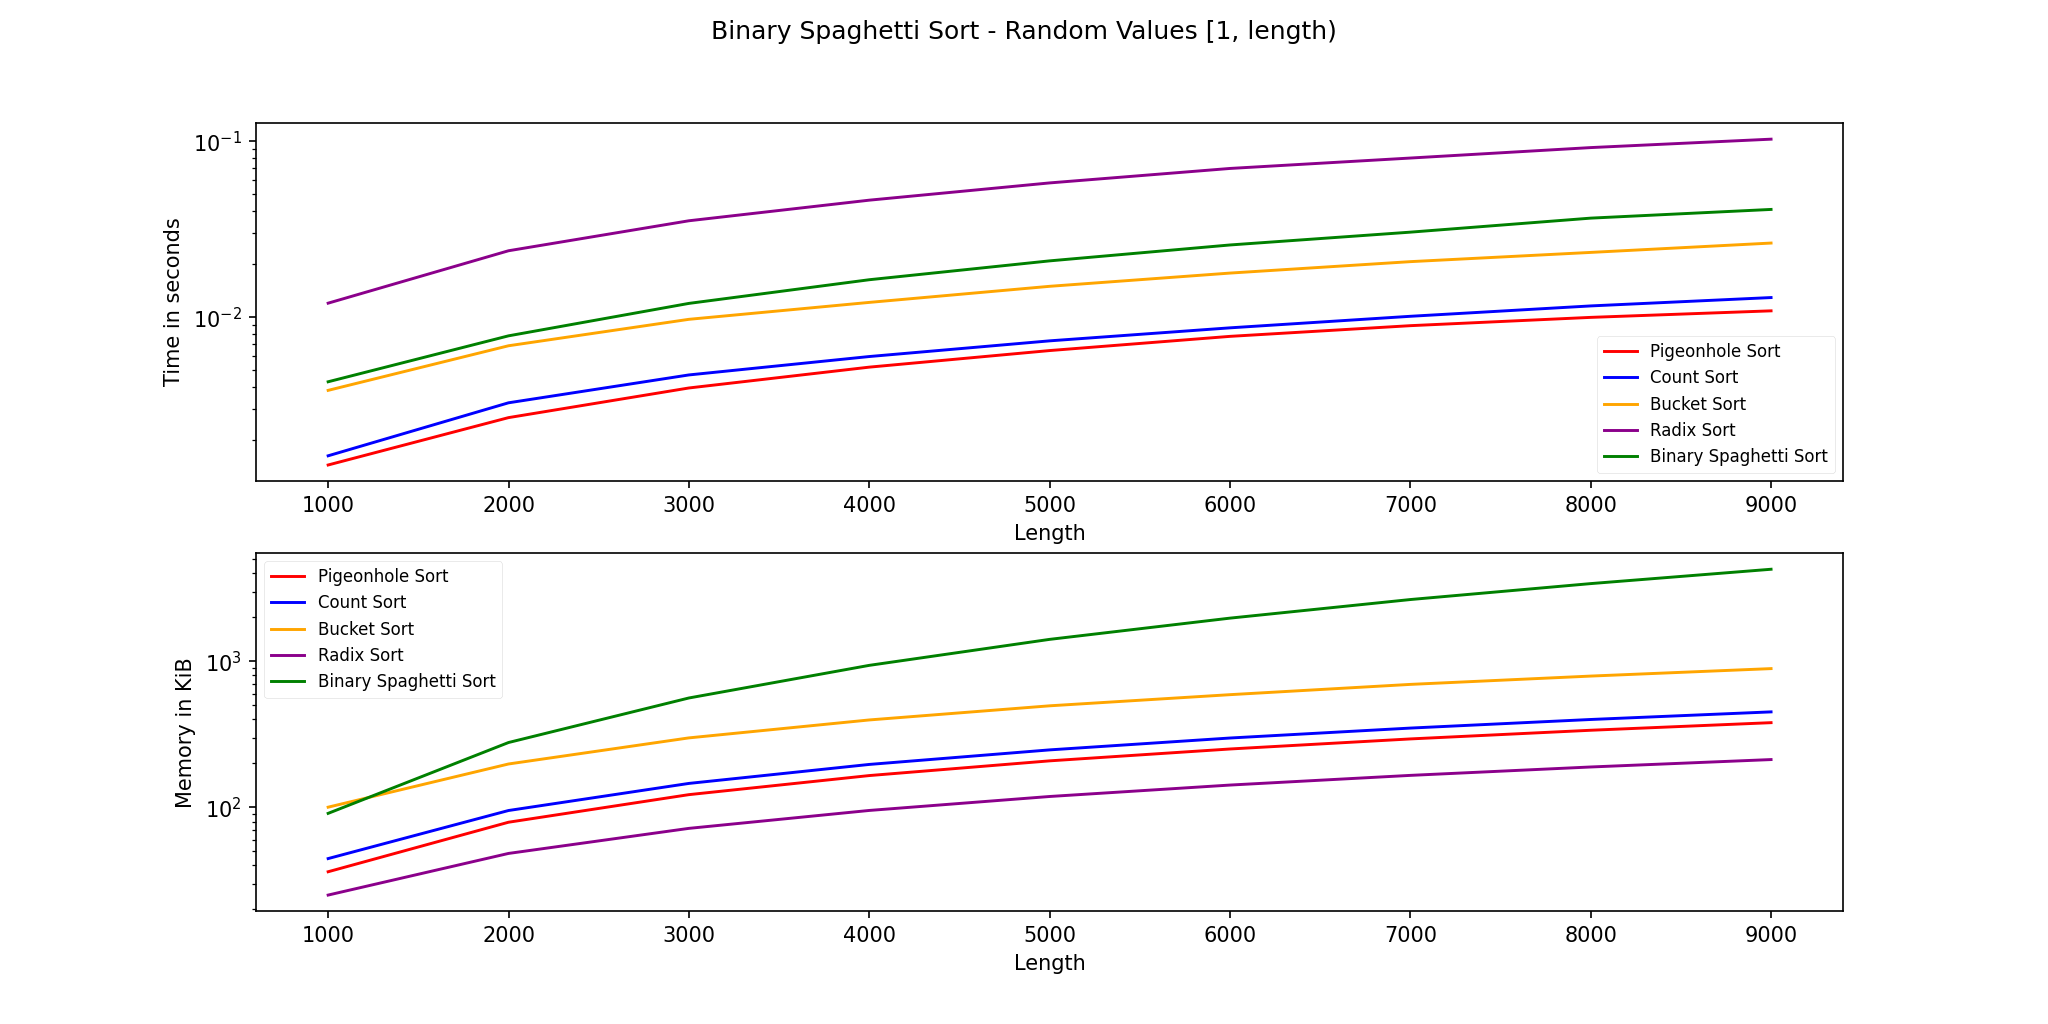 Binary Spaghetti Sort - Random Values [1, length)
10⁻¹
10⁻²
Time in seconds
Pigeonhole Sort
Count Sort
Bucket Sort
Radix Sort
Binary Spaghetti Sort
1000 2000 3000 4000 5000 6000 7000 8000 9000
Length
Pigeonhole Sort
Count Sort
Bucket Sort
Radix Sort
Binary Spaghetti Sort
10³
10²
Memory in KiB
1000 2000 3000 4000 5000 6000 7000 8000 9000
Length